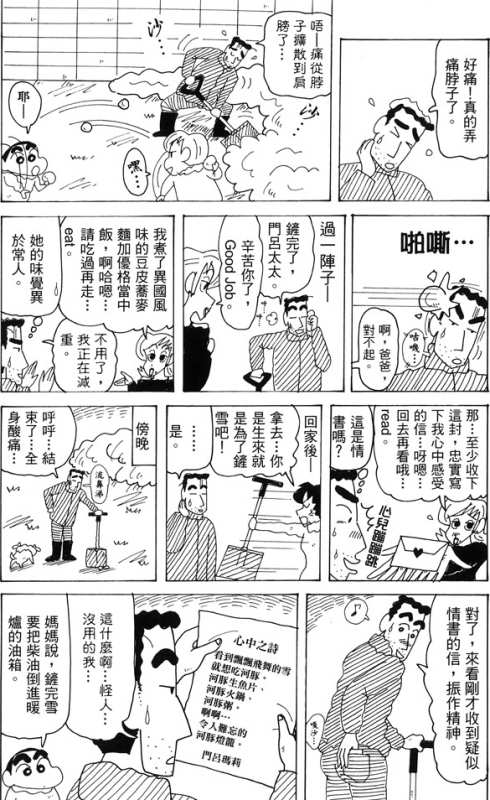 好痛！真的弄
痛脖子了。
唔—痛從脖
子擴散到肩
膀了…
沙…
耶—
嘿…
啪嘶…
啊，爸爸，
對不起。
咕哦…
過一陣子—
鏟完了，
門呂太太。
辛苦你了，
Good Job.
我煮了異國風
味的豆皮蕎麥
麵加優格當中
飯，啊哈嗯…
請吃過再走…
eat.
不用了，
我正在減
重。
她的味覺異
於常人。
那…至少收下
這封，忠實寫
下我心中感受
的信…呀嗯…
回去再看哦…
read.
這是情
書嗎？
心兒蹦蹦跳
回家後—
拿去…你
是生來就
是為了鏟
雪吧！
是…
傍晚
呼呼…結
束了…全
身酸痛…
流鼻涕
對了，來看剛才收到疑似
情書的信，振作精神。
心中之詩
看到飄飄飛舞的雪
就想吃河豚。
河豚生魚片、
河豚火鍋、
河豚粥。
啊啊…
令人難忘的
河豚燈籠。
門呂瑪莉
這什麼啊…怪人…
沒用的我…
媽媽說，鏟完雪
要把柴油倒進暖
爐的油箱。